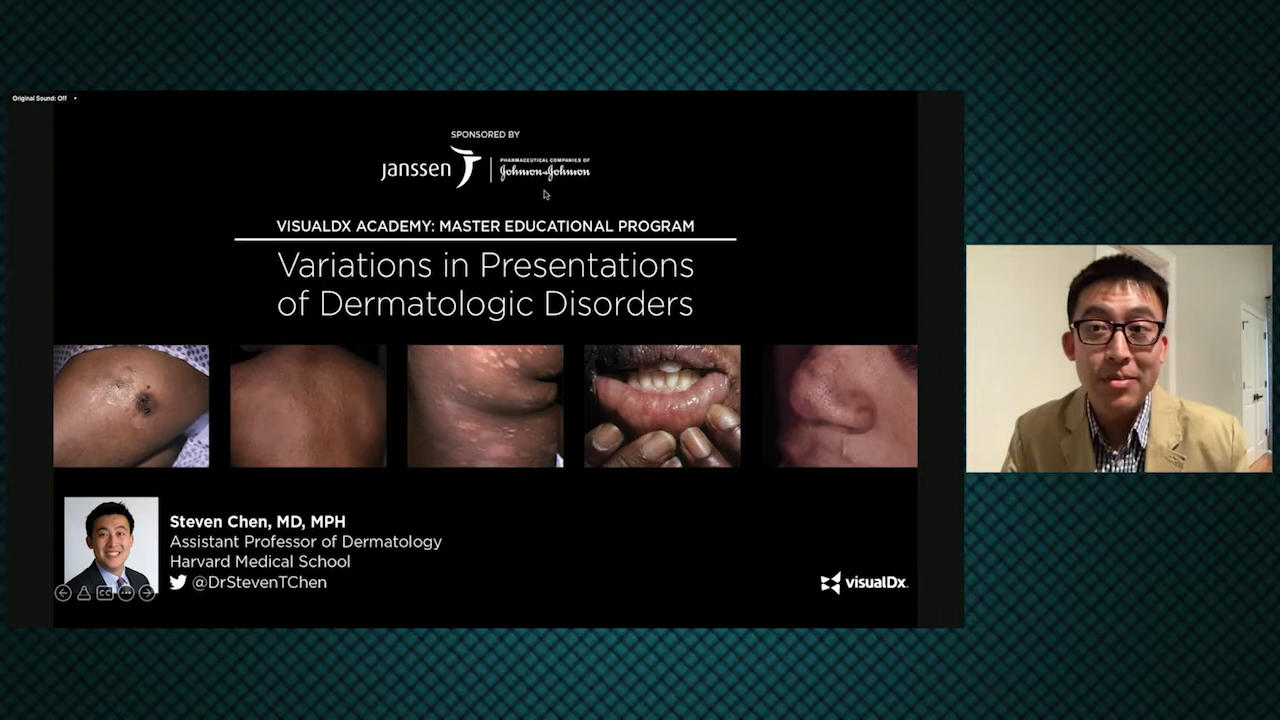 Original Sound: Off
SPONSORED BY
janssen
PHARMACEUTICAL COMPANIES OF
Johnson & Johnson
VISUALDX ACADEMY: MASTER EDUCATIONAL PROGRAM
Variations in Presentations
of Dermatologic Disorders
Steven Chen, MD, MPH
Assistant Professor of Dermatology
Harvard Medical School
@DrStevenTChen
CC
visualDx.